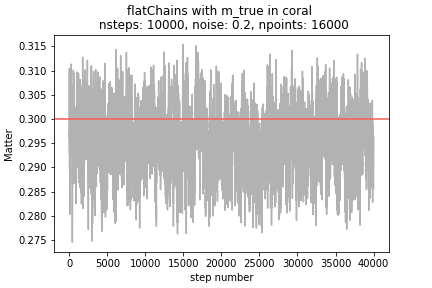 flatChains with m_true in coral
nsteps: 10000, noise: 0.2, npoints: 16000
0.315
0.310
0.305
0.300
0.295
0.290
0.285
0.280
0.275
Matter
0 5000 10000 15000 20000 25000 30000 35000 40000
step number